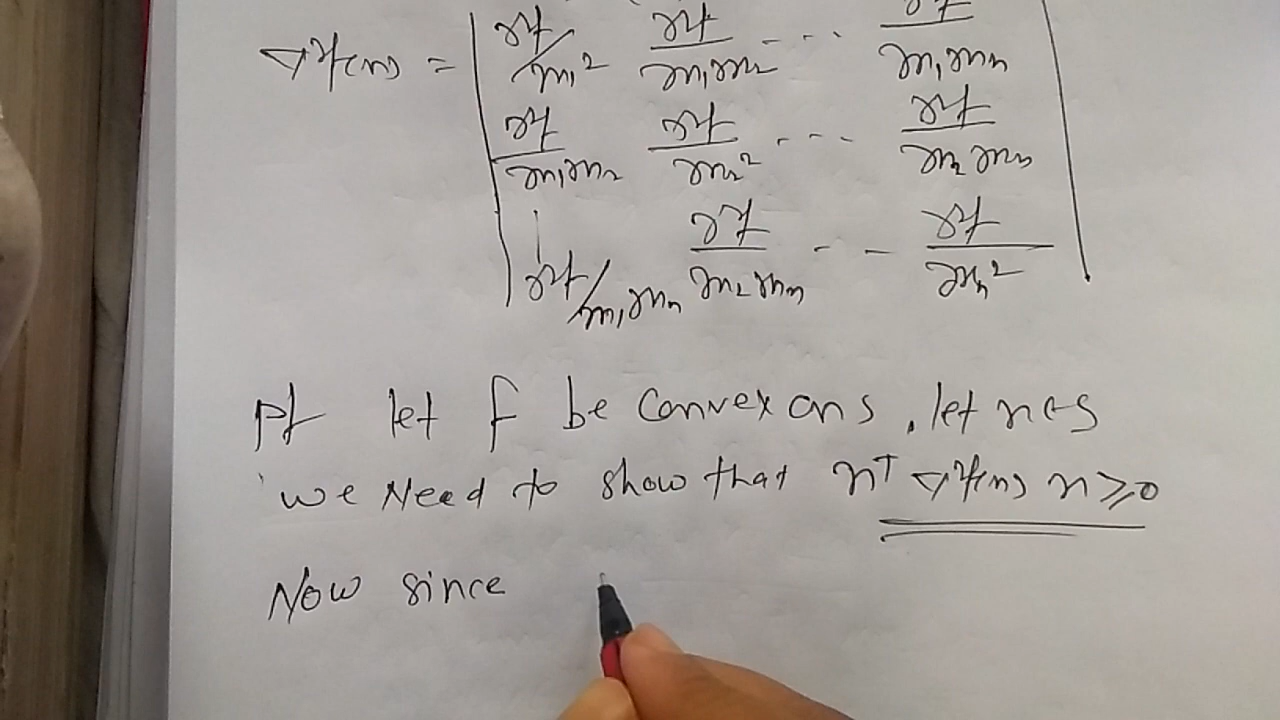 ∇²f(x) = | ∂²f/∂x₁² ∂²f/∂x₁∂x₂ --- ∂²f/∂x₁∂xₙ |
∂²f/∂x₁∂x₂ ∂²f/∂x₂² --- ∂²f/∂x₂∂xₙ
∂²f/∂x₁∂xₙ ∂²f/∂x₂∂xₙ -- ∂²f/∂xₙ²
Pf let f be convex on S, let x∈S
we Need to show that xᵀ ∇²f(x) x ≥ 0
Now since